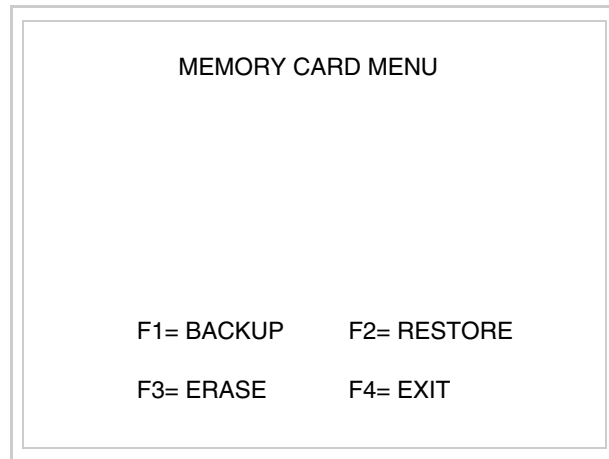 MEMORY CARD MENU
F1= BACKUP F2= RESTORE
F3= ERASE F4= EXIT